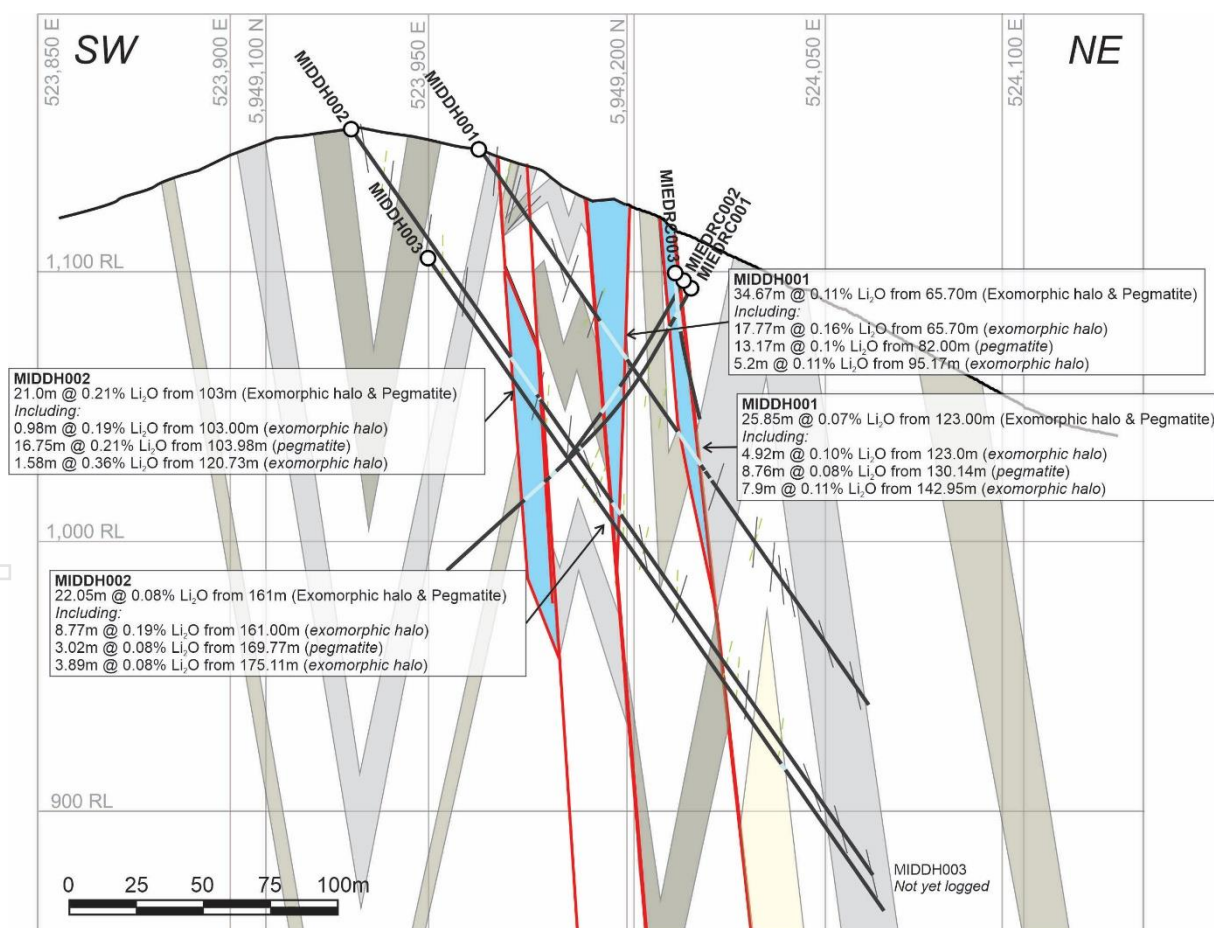 SW
NE
523,850 E
523,900 E
5,949,100 N
523,950 E
5,949,200 N
524,050 E
524,100 E
MIDDH002
MIDDH001
MIDDH003
MIEDRC003
MIEDRC002
MIEDRC001
1,100 RL
MIDDH001
34.67m @ 0.11% Li₂O from 65.70m (Exomorphic halo & Pegmatite)
Including:
17.77m @ 0.16% Li₂O from 65.70m (exomorphic halo)
13.17m @ 0.1% Li₂O from 82.00m (pegmatite)
5.2m @ 0.11% Li₂O from 95.17m (exomorphic halo)
MIDDH002
21.0m @ 0.21% Li₂O from 103m (Exomorphic halo & Pegmatite)
Including:
0.98m @ 0.19% Li₂O from 103.00m (exomorphic halo)
16.75m @ 0.21% Li₂O from 103.98m (pegmatite)
1.58m @ 0.36% Li₂O from 120.73m (exomorphic halo)
MIDDH001
25.85m @ 0.07% Li₂O from 123.00m (Exomorphic halo & Pegmatite)
Including:
4.92m @ 0.10% Li₂O from 123.0m (exomorphic halo)
8.76m @ 0.08% Li₂O from 130.14m (pegmatite)
7.9m @ 0.11% Li₂O from 142.95m (exomorphic halo)
1,000 RL
MIDDH002
22.05m @ 0.08% Li₂O from 161m (Exomorphic halo & Pegmatite)
Including:
8.77m @ 0.19% Li₂O from 161.00m (exomorphic halo)
3.02m @ 0.08% Li₂O from 169.77m (pegmatite)
3.89m @ 0.08% Li₂O from 175.11m (exomorphic halo)
900 RL
MIDDH003
Not yet logged
0 25 50 75 100m